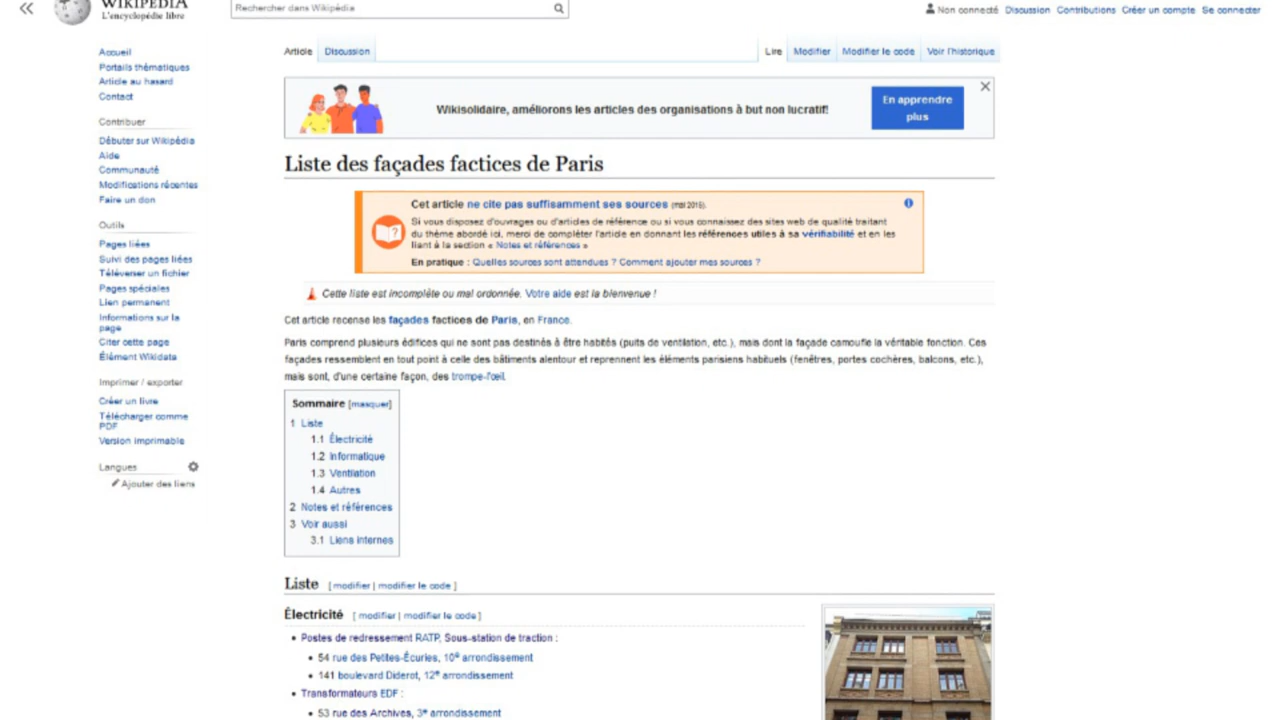 WIKIPÉDIA
L'encyclopédie libre
Rechercher dans Wikipédia
Non connecté Discussion Contributions Créer un compte Se connecter
Article Discussion
Lire Modifier Modifier le code Voir l'historique
Accueil
Portails thématiques
Article au hasard
Contact
Contribuer
Débuter sur Wikipédia
Aide
Communauté
Modifications récentes
Faire un don
Outils
Pages liées
Suivi des pages liées
Téléverser un fichier
Pages spéciales
Lien permanent
Informations sur la
page
Citer cette page
Élément Wikidata
Imprimer / exporter
Créer un livre
Télécharger comme
PDF
Version imprimable
Langues
Ajouter des liens
Wikisolidaire, améliorons les articles des organisations à but non lucratif!
En apprendre
plus
Liste des façades factices de Paris
Cet article ne cite pas suffisamment ses sources (mai 2015).
Si vous disposez d'ouvrages ou d'articles de référence ou si vous connaissez des sites web de qualité traitant
du thème abordé ici, merci de compléter l'article en donnant les références utiles à sa vérifiabilité et en les
liant à la section « Notes et références »
En pratique : Quelles sources sont attendues ? Comment ajouter mes sources ?
Cette liste est incomplète ou mal ordonnée. Votre aide est la bienvenue !
Cet article recense les façades factices de Paris, en France.
Paris comprend plusieurs édifices qui ne sont pas destinés à être habités (puits de ventilation, etc.), mais dont la façade camoufle la véritable fonction. Ces
façades ressemblent en tout point à celle des bâtiments alentour et reprennent les éléments parisiens habituels (fenêtres, portes cochères, balcons, etc.),
mais sont, d'une certaine façon, des trompe-l'œil.
Sommaire [masquer]
1 Liste
1.1 Électricité
1.2 Informatique
1.3 Ventilation
1.4 Autres
2 Notes et références
3 Voir aussi
3.1 Liens internes
Liste [ modifier | modifier le code ]
Électricité [ modifier | modifier le code ]
• Postes de redressement RATP, Sous-station de traction :
• 54 rue des Petites-Écuries, 10e arrondissement
• 141 boulevard Diderot, 12e arrondissement
• Transformateurs EDF :
• 53 rue des Archives, 3e arrondissement